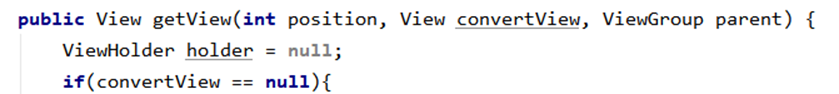 public View getView(int position, View convertView, ViewGroup parent) {
ViewHolder holder = null;
if(convertView == null){